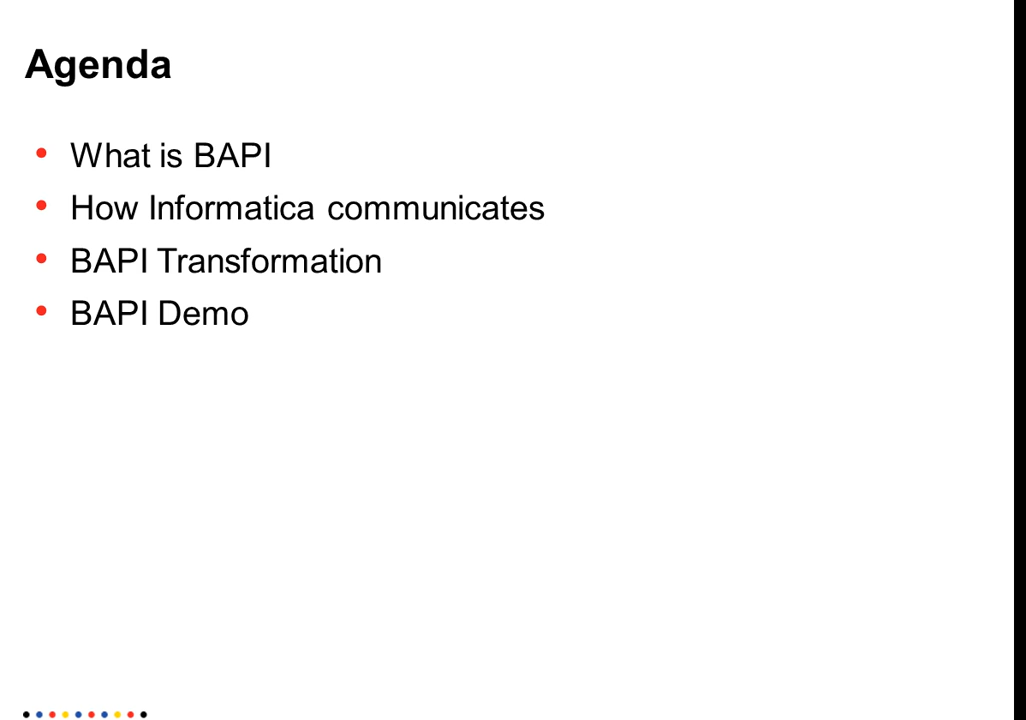 Agenda
• What is BAPI
• How Informatica communicates
• BAPI Transformation
• BAPI Demo